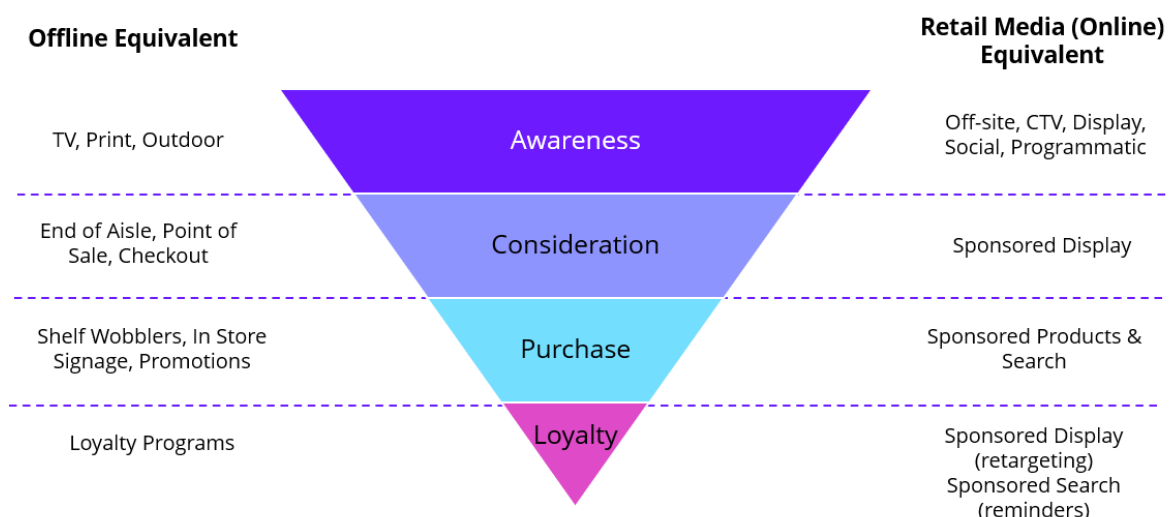 Offline Equivalent
Retail Media (Online)
Equivalent
TV, Print, Outdoor
Awareness
Off-site, CTV, Display,
Social, Programmatic
End of Aisle, Point of
Sale, Checkout
Consideration
Sponsored Display
Shelf Wobblers, In Store
Signage, Promotions
Purchase
Sponsored Products &
Search
Loyalty Programs
Loyalty
Sponsored Display
(retargeting)
Sponsored Search
(reminders)